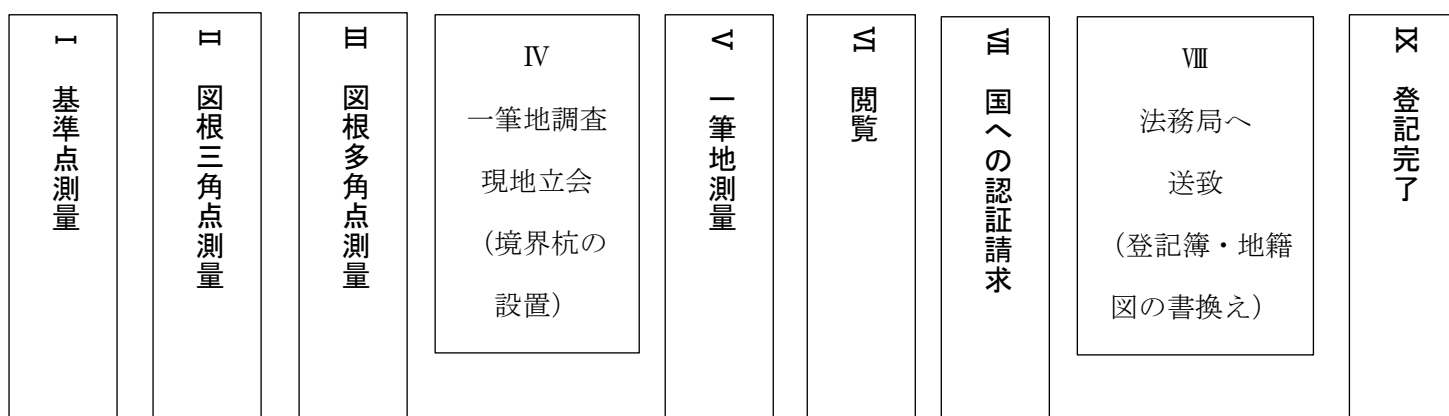 Ⅰ　基準点測量
Ⅱ　図根三角点測量
Ⅲ　図根多角点測量
Ⅳ
一筆地調査
現地立会
（境界杭の
設置）
Ⅴ　一筆地測量
Ⅵ　閲覧
Ⅶ　国への認証請求
Ⅷ
法務局へ
送致
（登記簿・地籍
図の書換え）
Ⅸ　登記完了